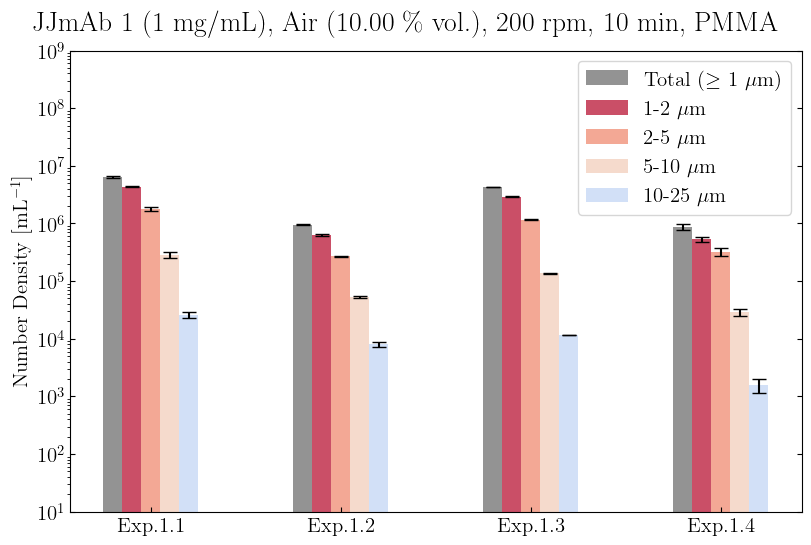 JJmAb 1 (1 mg/mL), Air (10.00 % vol.), 200 rpm, 10 min, PMMA
Number Density [mL⁻¹]
10⁹
10⁸
10⁷
10⁶
10⁵
10⁴
10³
10²
10¹
Total (≥ 1 μm)
1-2 μm
2-5 μm
5-10 μm
10-25 μm
Exp.1.1
Exp.1.2
Exp.1.3
Exp.1.4